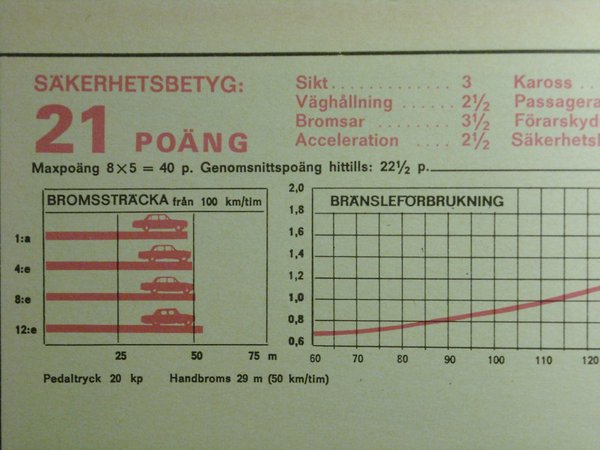 SÄKERHETSBETYG:
21 POÄNG
Sikt............ 3
Väghållning ...... 2½
Bromsar ........ 3½
Acceleration ..... 2½
Kaross ..
Passagera
Förarskyd
Säkerhetsl
Maxpoäng 8×5 = 40 p. Genomsnittspoäng hittills: 22½ p.
BROMSSTRÄCKA från 100 km/tim
1:a
4:e
8:e
12:e
25 50 75 m
Pedaltryck 20 kp Handbroms 29 m (50 km/tim)
BRÄNSLEFÖRBRUKNING
2,0
1,8
1,6
1,4
1,2
1,0
0,8
0,6
60 70 80 90 100 110 120